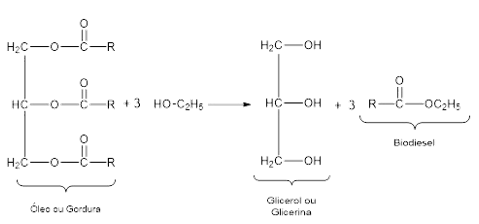 H₂C—O—C—R
O
HC—O—C—R + 3 HO-C₂H₅
O
H₂C—O—C—R
O
Óleo ou Gordura
H₂C—OH
HC—OH
H₂C—OH
Glicerol ou
Glicerina
+ 3 R—C—OC₂H₅
O
Biodiesel